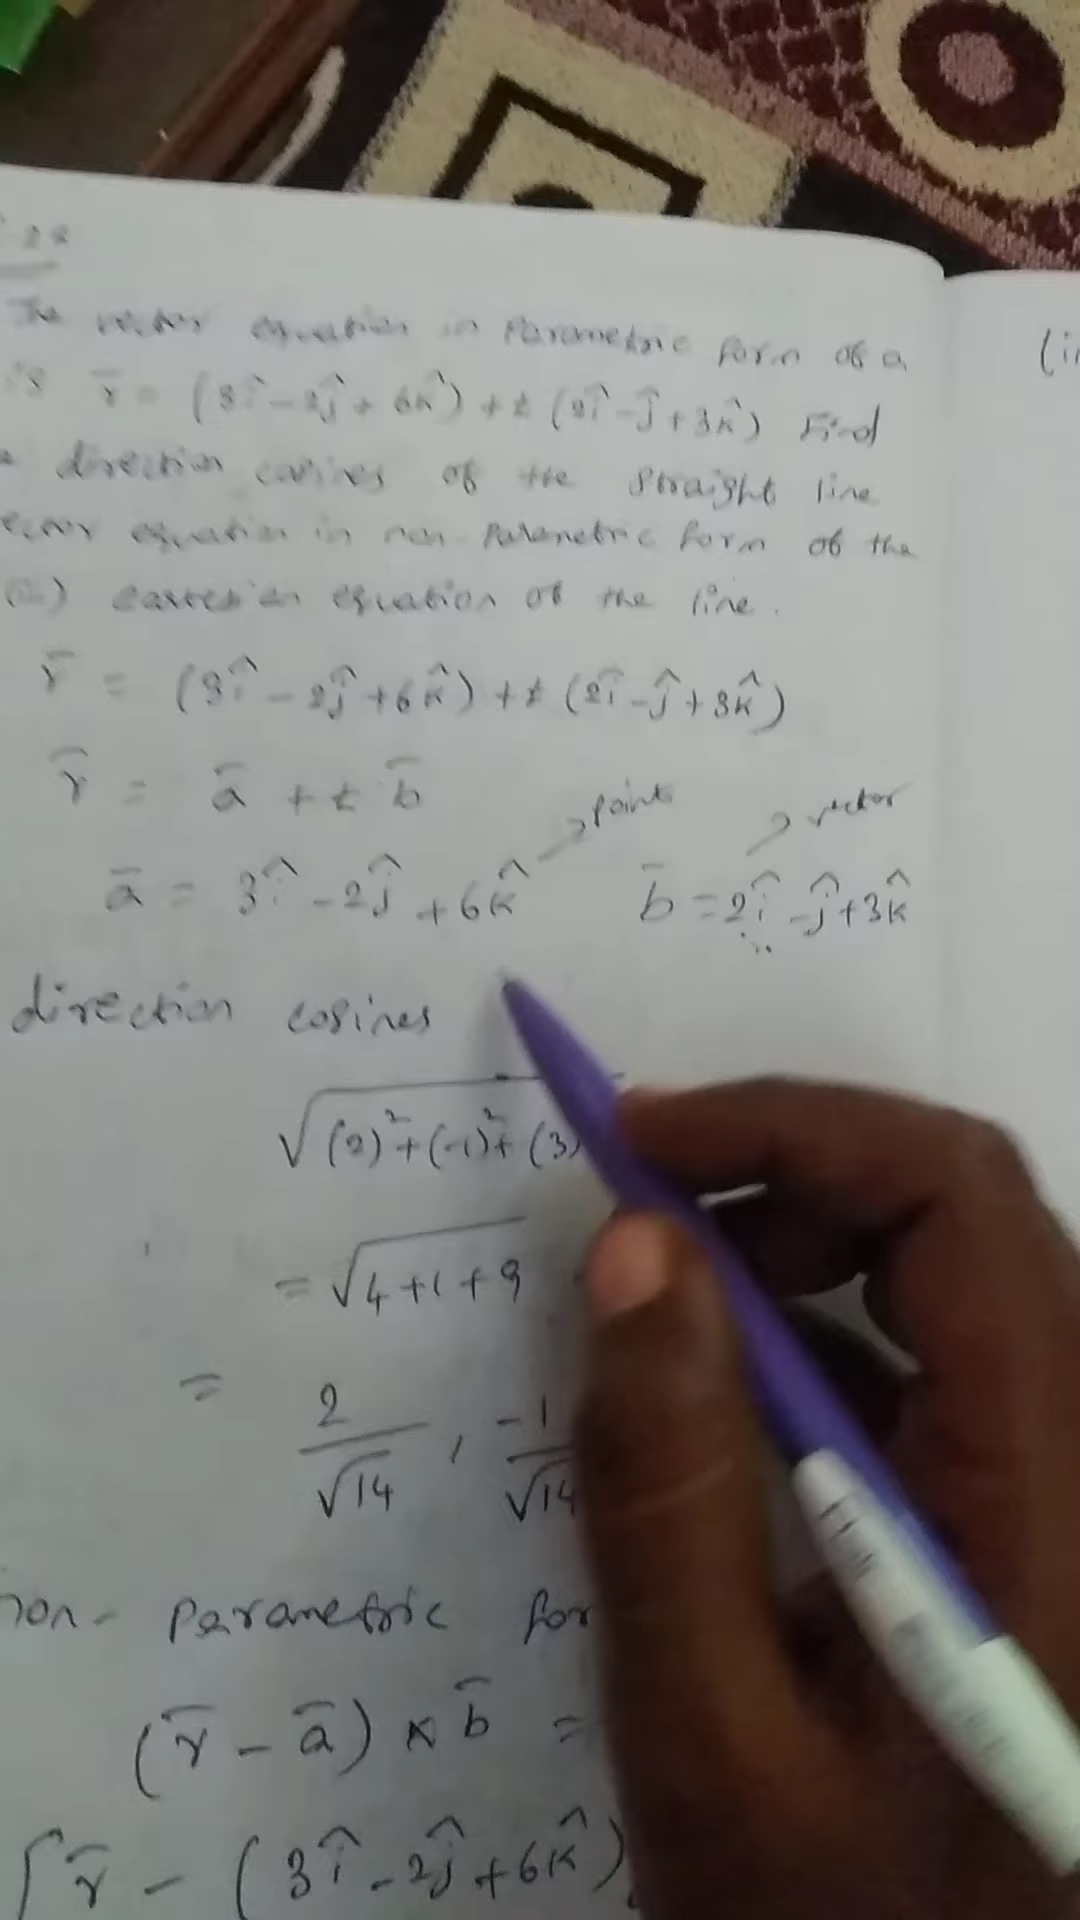 The vector equation in Parametric form of a
r̄ = (3î - 2ĵ + 6k̂) + t (2î - ĵ + 3k̂) Find
direction cosines of the straight line
equation in non-Parametric form of the
cartesian equation of the line.
r̄ = (3î - 2ĵ + 6k̂) + t (2î - ĵ + 3k̂)
r̄ = ā + t b̄
→ point → vector
ā = 3î - 2ĵ + 6k̂ b̄ = 2î - ĵ + 3k̂
direction cosines
√(2)² + (-1)² + (3)
= √4 + 1 + 9
= 2/√14 , -1/√14
non- Parametric for
(r̄ - ā) × b̄ =
[r̄ - (3î - 2ĵ + 6k̂)